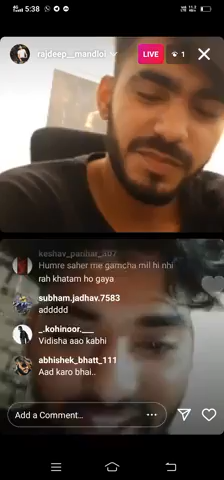 5:38
rajdeep__mandloi
LIVE
1
keshav_parihar_307
Humre saher me gamcha mil hi nhi
rah khatam ho gaya
subham.jadhav.7583
addddd
_.kohinoor.___
Vidisha aao kabhi
abhishek_bhatt_111
Aad karo bhai..
Add a Comment...